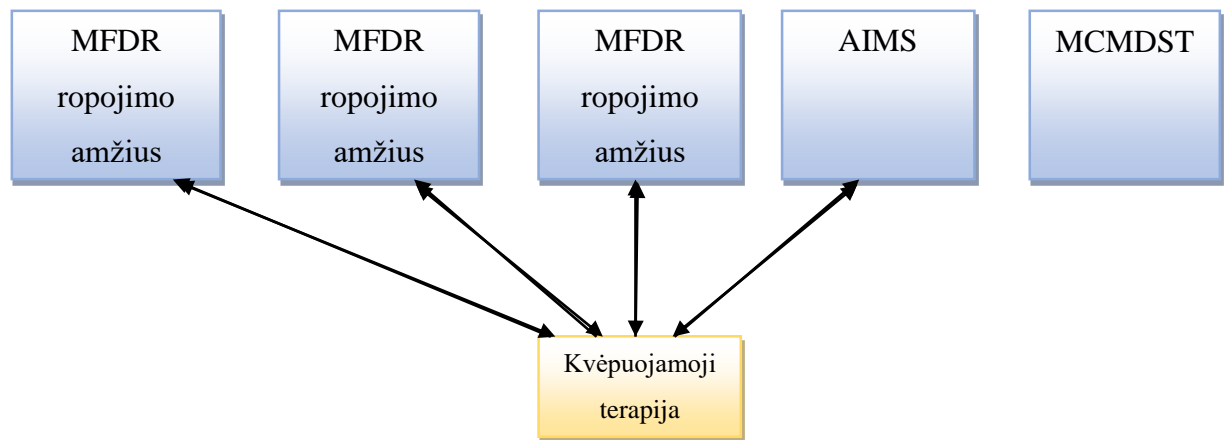 MFDR
ropojimo
amžius
MFDR
ropojimo
amžius
MFDR
ropojimo
amžius
AIMS
MCMDST
Kvėpuojamoji
terapija